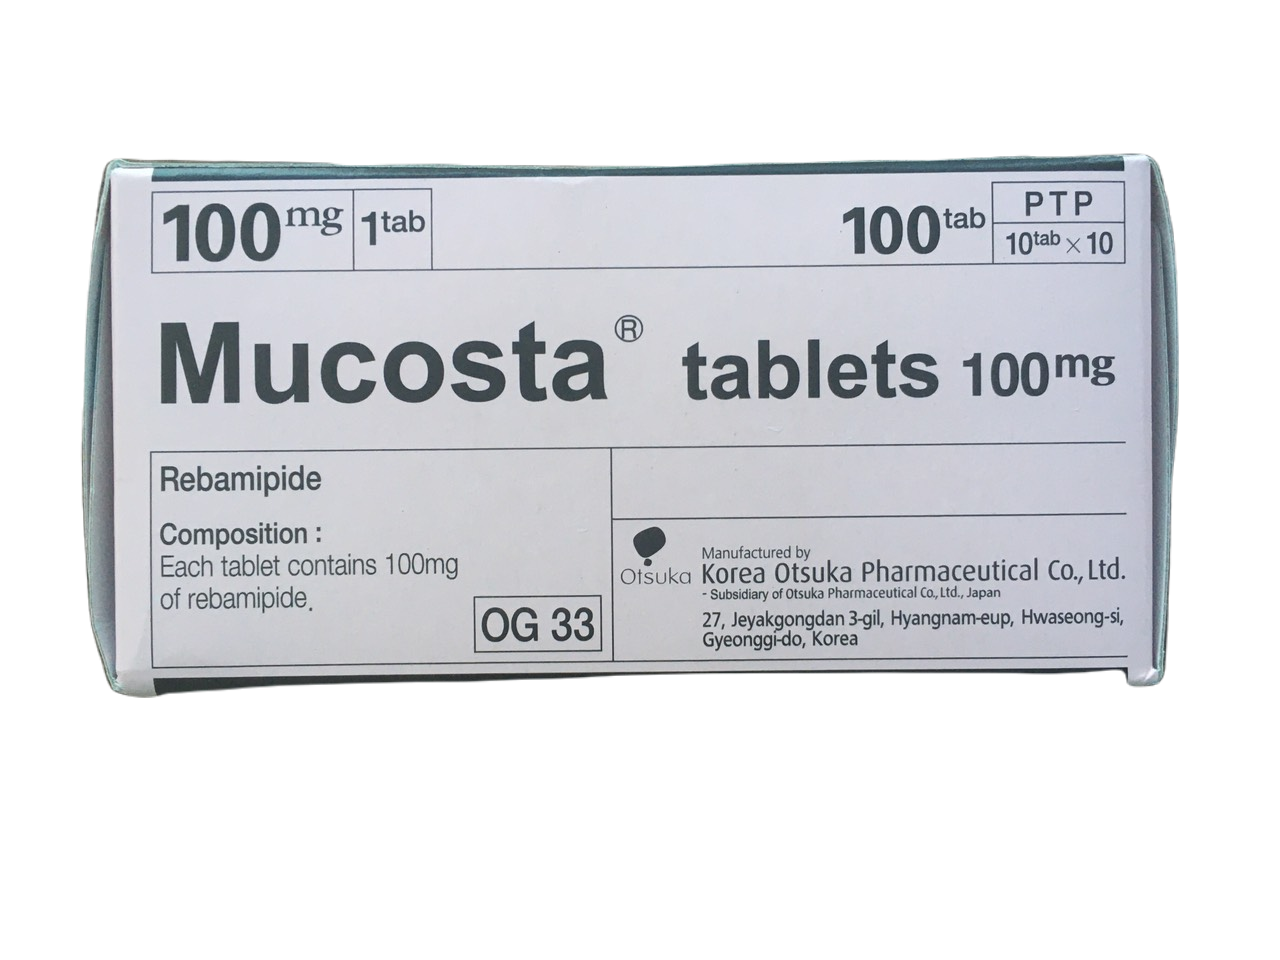 100mg 1tab 100tab PTP
10tab × 10
Mucosta® tablets 100mg
Rebamipide
Composition :
Each tablet contains 100mg
of rebamipide.
OG 33
Otsuka
Manufactured by
Korea Otsuka Pharmaceutical Co., Ltd.
- Subsidiary of Otsuka Pharmaceutical Co., Ltd., Japan
27, Jeyakgongdan 3-gil, Hyangnam-eup, Hwaseong-si,
Gyeonggi-do, Korea